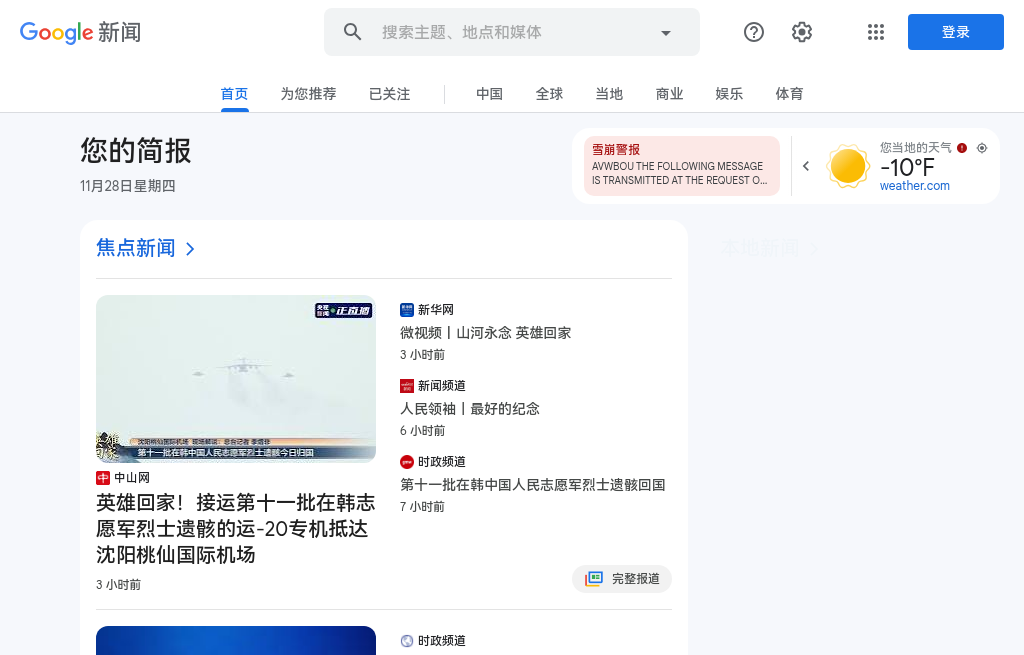 Google 新闻
搜索主题、地点和媒体
登录
首页
为您推荐
已关注
中国
全球
当地
商业
娱乐
体育
您的简报
11月28日星期四
雪崩警报
AVWBOU THE FOLLOWING MESSAGE
IS TRANSMITTED AT THE REQUEST O...
您当地的天气
-10°F
weather.com
焦点新闻
本地新闻
央视新闻 正直播
英雄回家
沈阳桃仙国际机场 现场解说：总台记者 李储非
第十一批在韩中国人民志愿军烈士遗骸今日归国
中 中山网
英雄回家！接运第十一批在韩志
愿军烈士遗骸的运-20专机抵达
沈阳桃仙国际机场
3 小时前
新华网
微视频丨山河永念 英雄回家
3 小时前
新闻频道
人民领袖丨最好的纪念
6 小时前
时政频道
第十一批在韩中国人民志愿军烈士遗骸回国
7 小时前
完整报道
时政频道